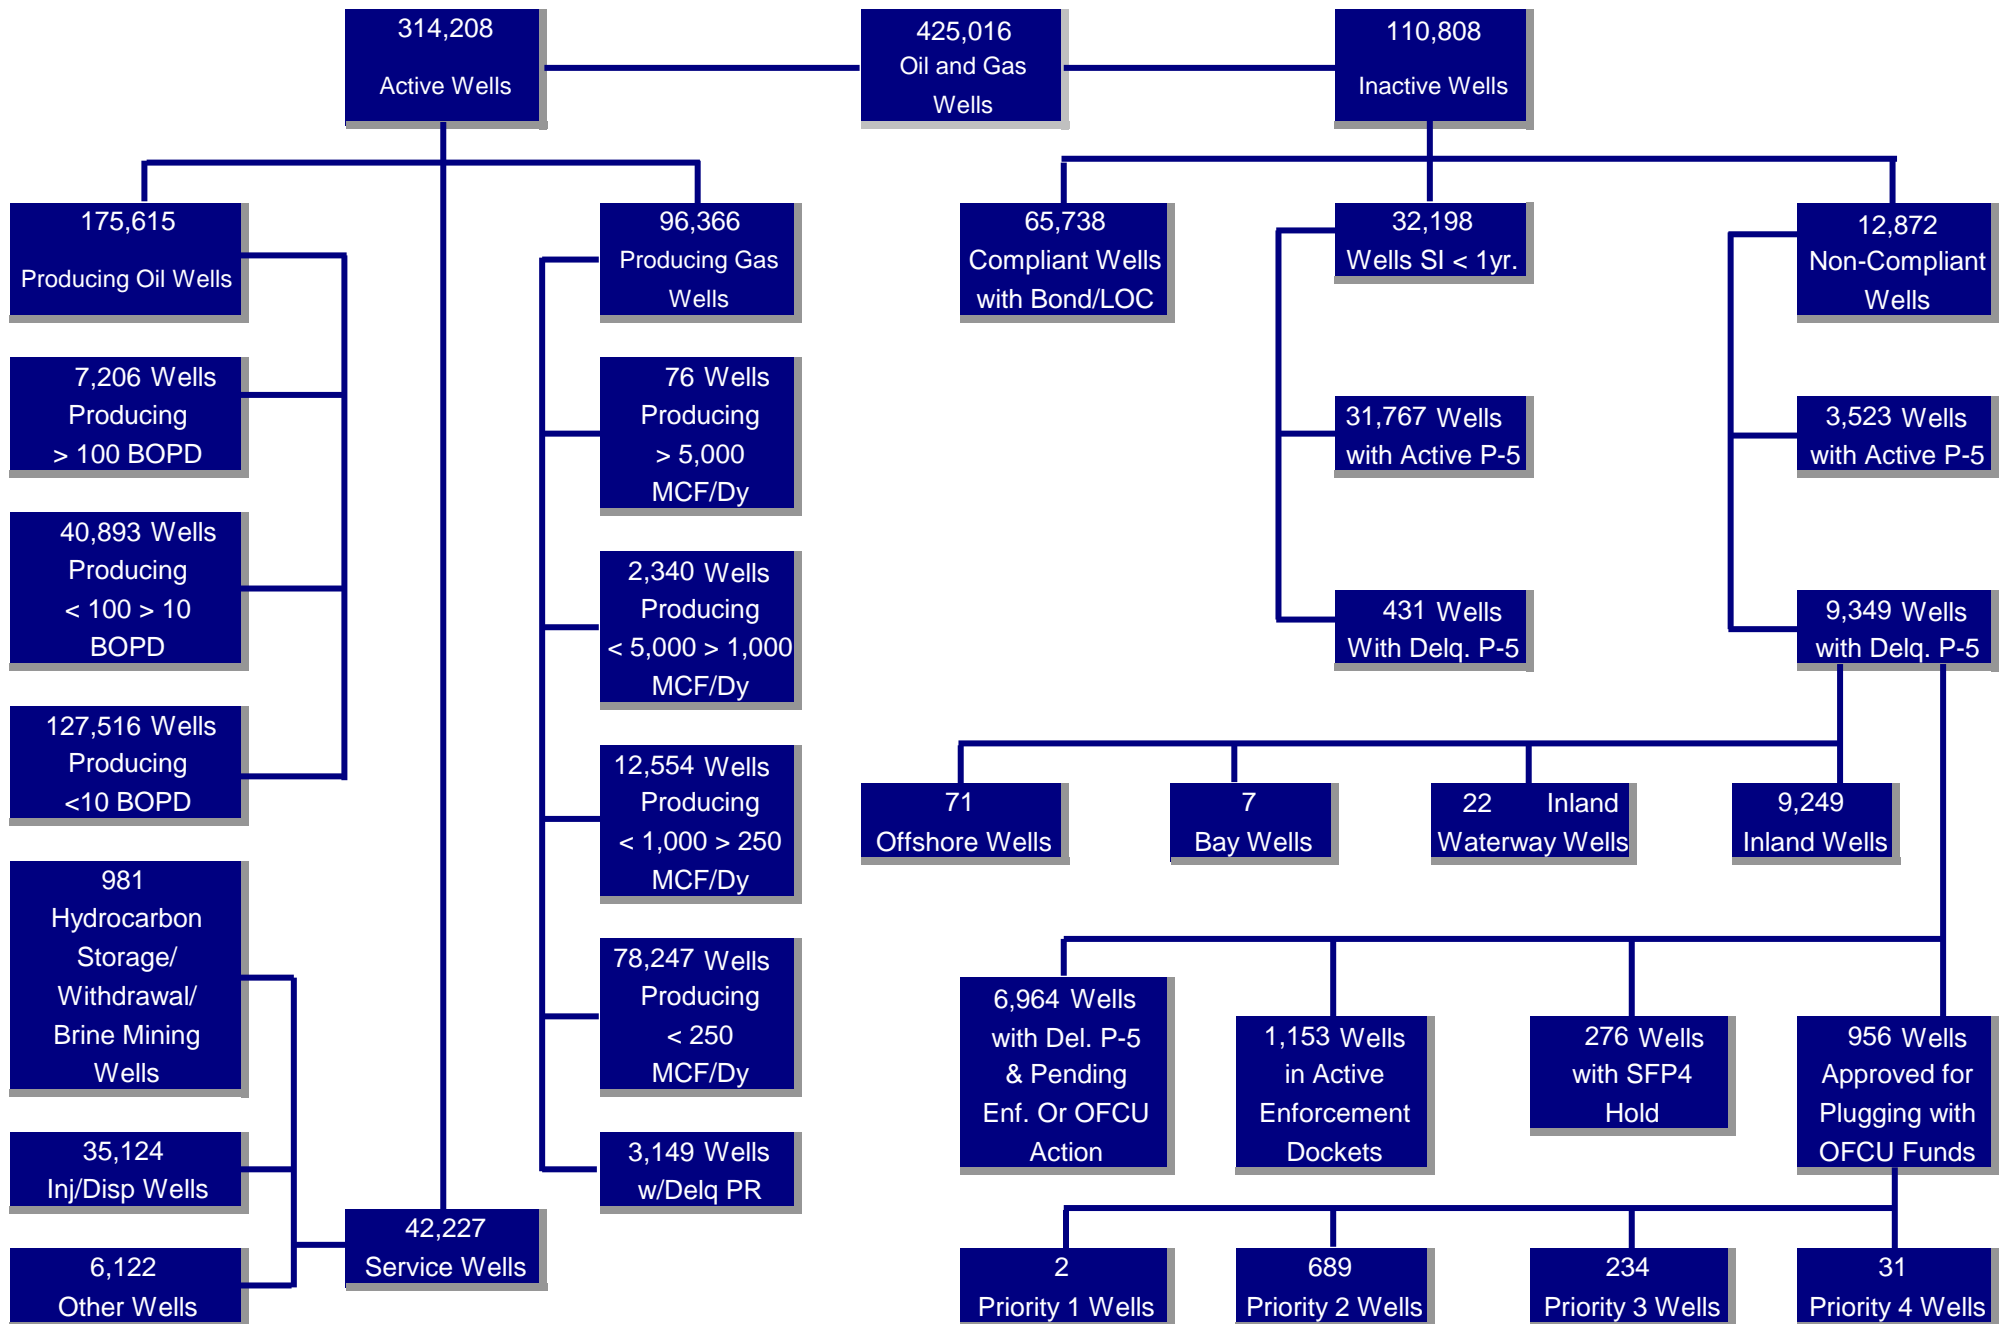 314,208
Active Wells
425,016
Oil and Gas
Wells
110,808
Inactive Wells
175,615
Producing Oil Wells
96,366
Producing Gas
Wells
65,738
Compliant Wells
with Bond/LOC
32,198
Wells SI < 1yr.
12,872
Non-Compliant
Wells
7,206 Wells
Producing
> 100 BOPD
76 Wells
Producing
> 5,000
MCF/Dy
31,767 Wells
with Active P-5
3,523 Wells
with Active P-5
40,893 Wells
Producing
< 100 > 10
BOPD
2,340 Wells
Producing
< 5,000 > 1,000
MCF/Dy
431 Wells
With Delq. P-5
9,349 Wells
with Delq. P-5
127,516 Wells
Producing
<10 BOPD
12,554 Wells
Producing
< 1,000 > 250
MCF/Dy
71
Offshore Wells
7
Bay Wells
22 Inland
Waterway Wells
9,249
Inland Wells
981
Hydrocarbon
Storage/
Withdrawal/
Brine Mining
Wells
78,247 Wells
Producing
< 250
MCF/Dy
6,964 Wells
with Del. P-5
& Pending
Enf. Or OFCU
Action
1,153 Wells
in Active
Enforcement
Dockets
276 Wells
with SFP4
Hold
956 Wells
Approved for
Plugging with
OFCU Funds
35,124
Inj/Disp Wells
3,149 Wells
w/Delq PR
42,227
Service Wells
6,122
Other Wells
2
Priority 1 Wells
689
Priority 2 Wells
234
Priority 3 Wells
31
Priority 4 Wells